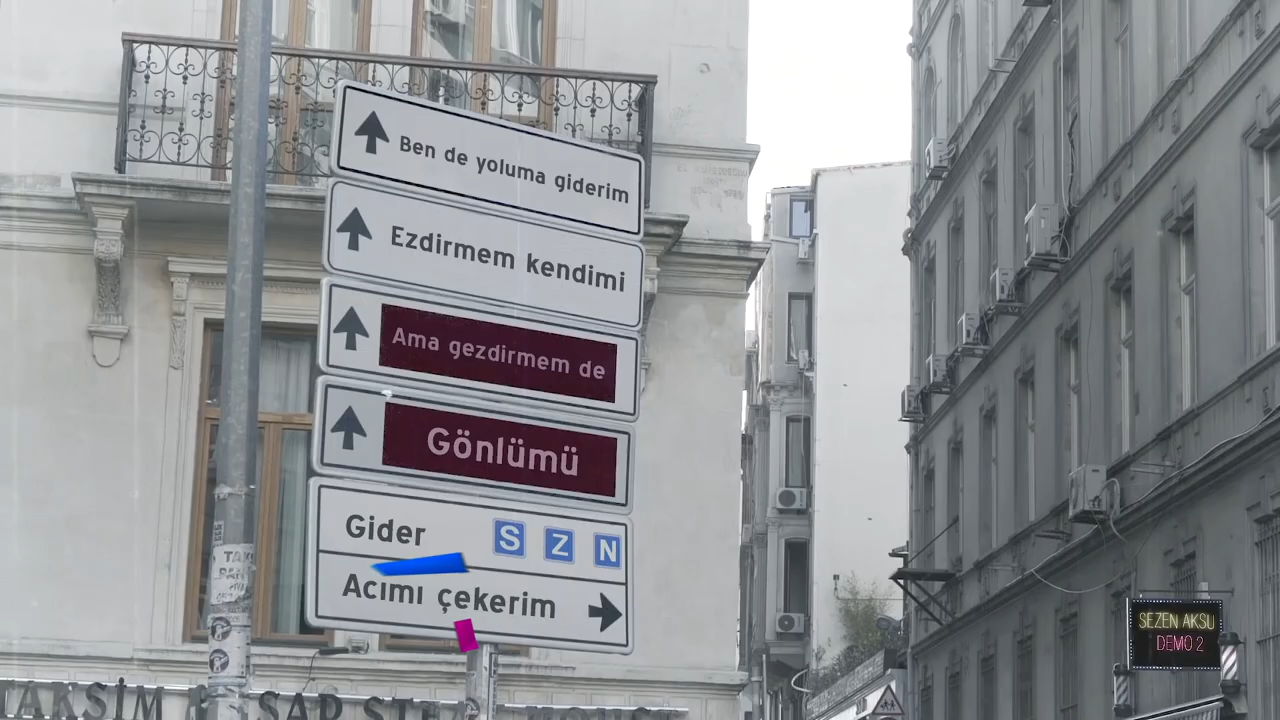 Ben de yoluma giderim
Ezdirmem kendimi
Ama gezdirmem de
Gönlümü
Gider
S Z N
Acımı çekerim
SEZEN AKSU
DEMO 2
TAKSİM